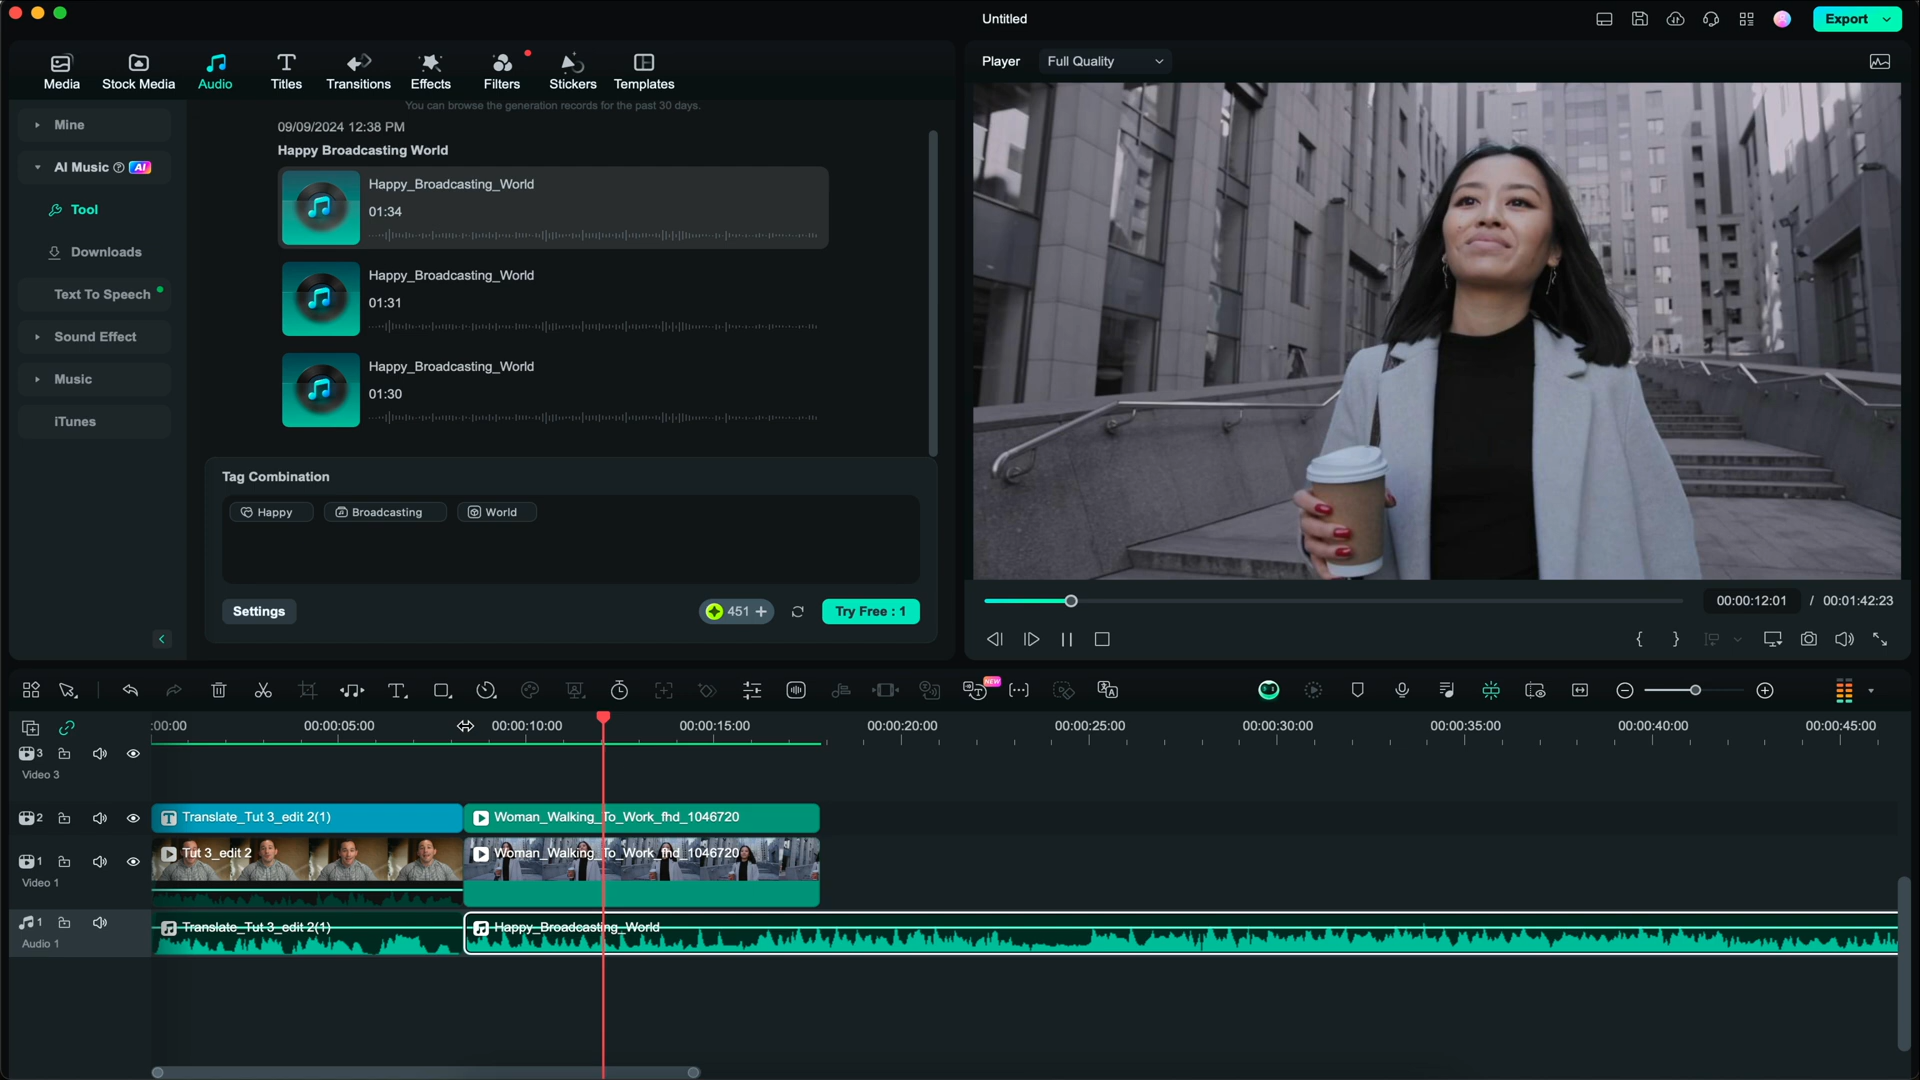 Untitled
Export
Media
Stock Media
Audio
Titles
Transitions
Effects
Filters
Stickers
Templates
Player
Full Quality
Mine
AI Music
AI
Tool
Downloads
Text To Speech
Sound Effect
Music
iTunes
You can browse the generation records for the past 30 days.
09/09/2024 12:38 PM
Happy Broadcasting World
Happy_Broadcasting_World
01:34
Happy_Broadcasting_World
01:31
Happy_Broadcasting_World
01:30
Tag Combination
Happy
Broadcasting
World
Settings
451
Try Free : 1
00:00:12:01 / 00:01:42:23
NEW
:00:00
00:00:05:00
00:00:10:00
00:00:15:00
00:00:20:00
00:00:25:00
00:00:30:00
00:00:35:00
00:00:40:00
00:00:45:00
3
Video 3
2
Translate_Tut 3_edit 2(1)
Woman_Walking_To_Work_fhd_1046720
1
Video 1
Tut 3_edit 2
Woman_Walking_To_Work_fhd_1046720
1
Audio 1
Translate_Tut 3_edit 2(1)
Happy_Broadcasting_World